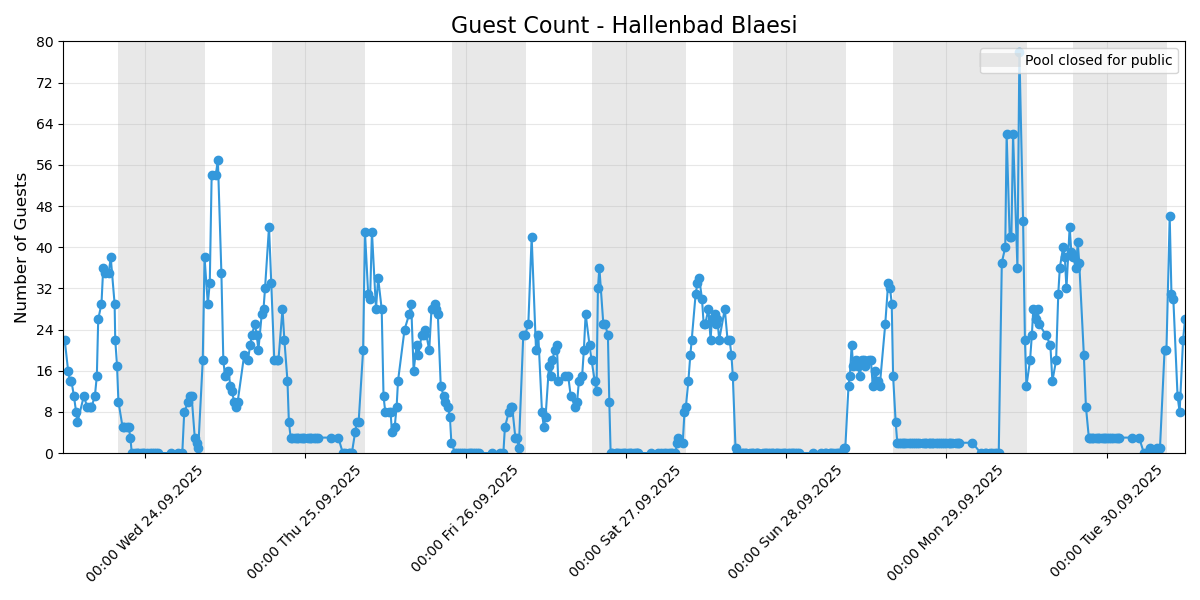 Guest Count - Hallenbad Blaesi
Pool closed for public
Number of Guests
80
72
64
56
48
40
32
24
16
8
0
00:00 Wed 24.09.2025
00:00 Thu 25.09.2025
00:00 Fri 26.09.2025
00:00 Sat 27.09.2025
00:00 Sun 28.09.2025
00:00 Mon 29.09.2025
00:00 Tue 30.09.2025